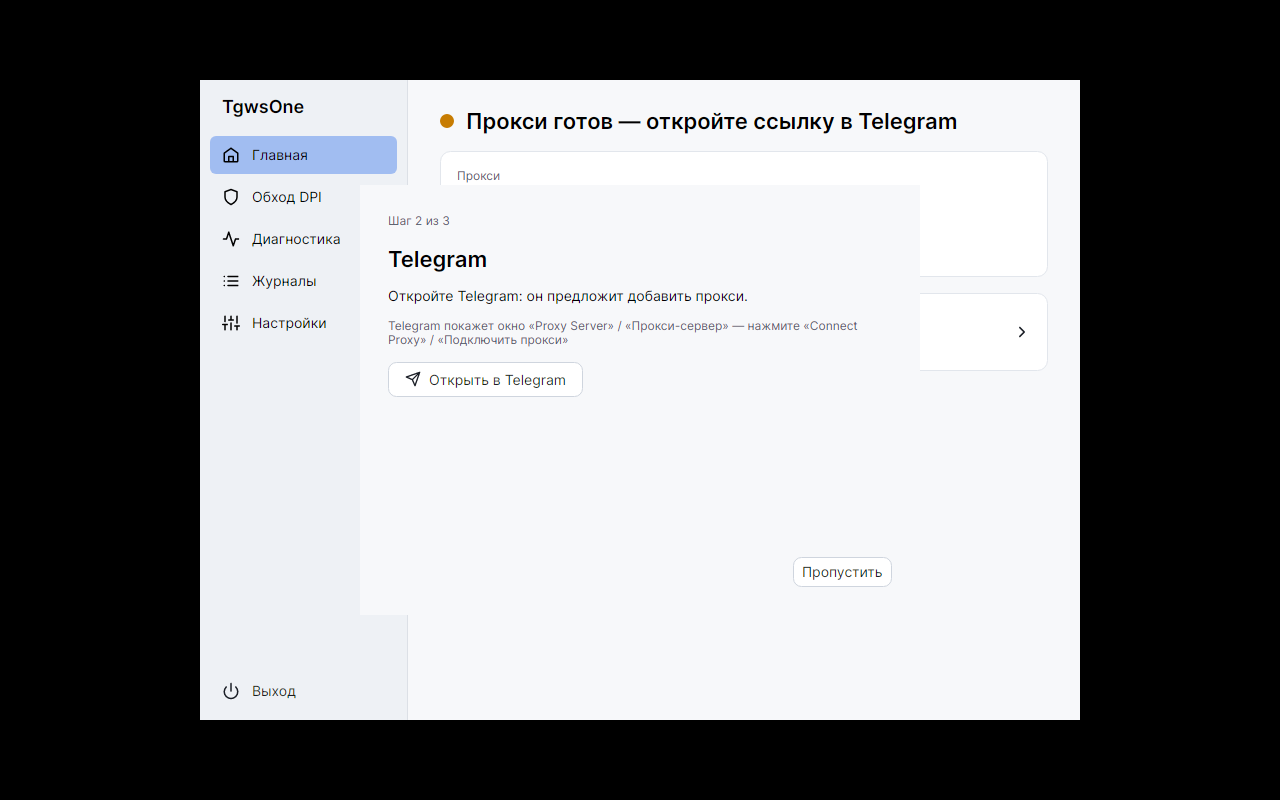 TgwsOne
Главная
Обход DPI
Диагностика
Журналы
Настройки
Выход
Прокси готов — откройте ссылку в Telegram
Прокси
Шаг 2 из 3
Telegram
Откройте Telegram: он предложит добавить прокси.
Telegram покажет окно «Proxy Server» / «Прокси-сервер» — нажмите «Connect
Proxy» / «Подключить прокси»
Открыть в Telegram
Пропустить